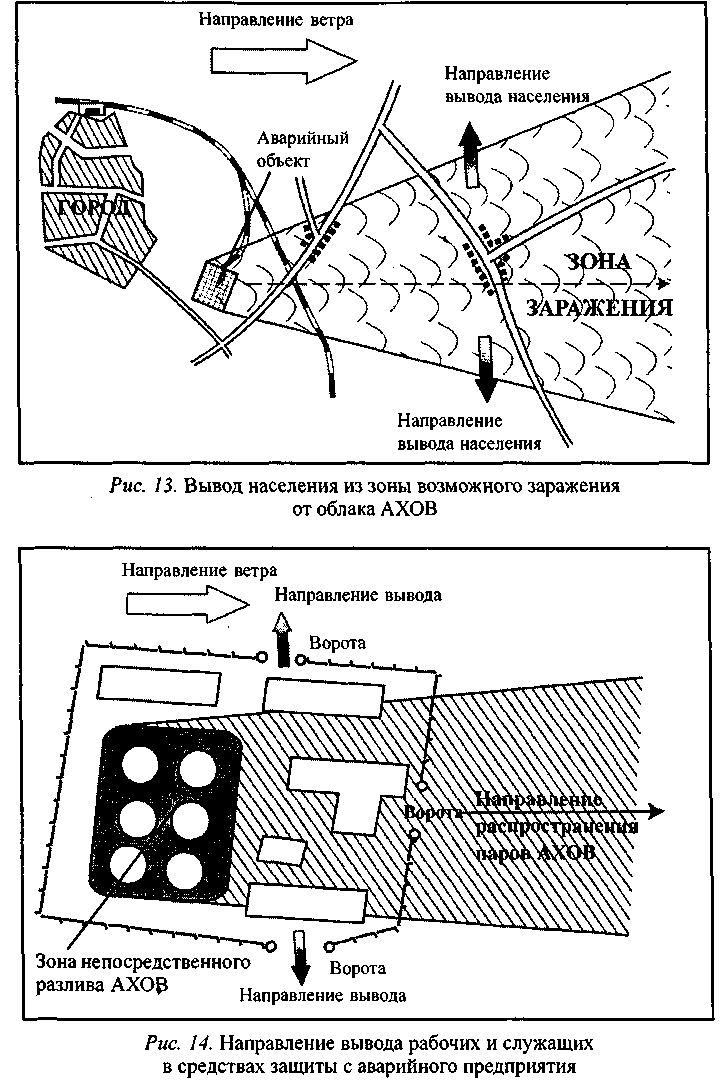 Направление ветра
Направление
вывода населения
Аварийный
объект
ГОРОД
ЗОНА
ЗАРАЖЕНИЯ
Направление
вывода населения
Рис. 13. Вывод населения из зоны возможного заражения
от облака АХОВ
Направление ветра
Направление вывода
Ворота
Ворота
Направление
распространения
паров АХОВ
Зона непосредственного
разлива АХОВ
Ворота
Направление вывода
Рис. 14. Направление вывода рабочих и служащих
в средствах защиты с аварийного предприятия